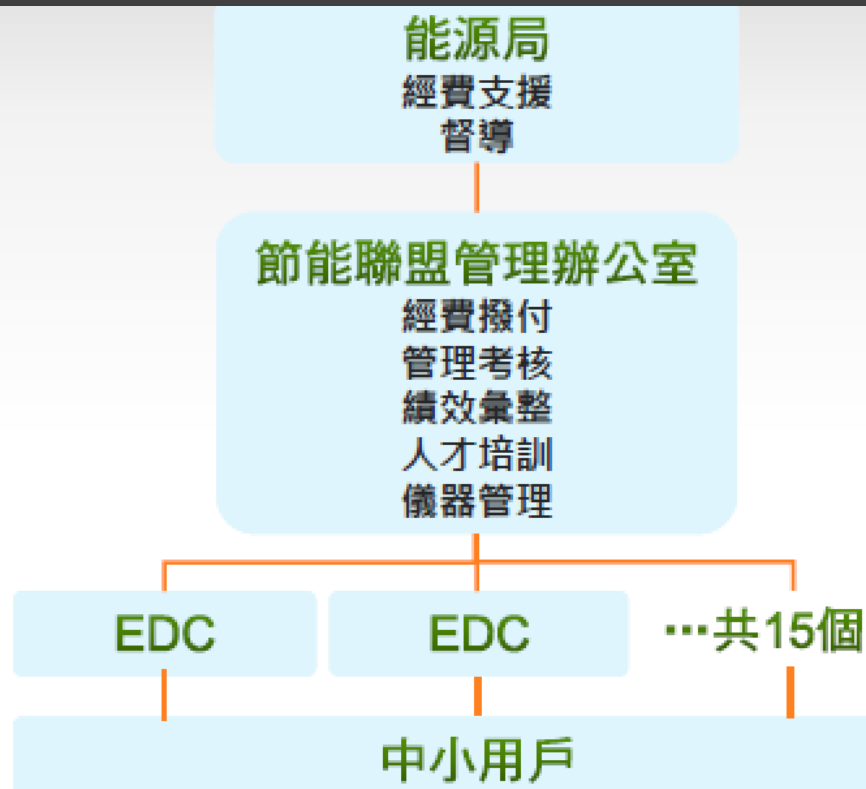 能源局
經費支援
督導
節能聯盟管理辦公室
經費撥付
管理考核
績效彙整
人才培訓
儀器管理
EDC
EDC
…共15個
中小用戶